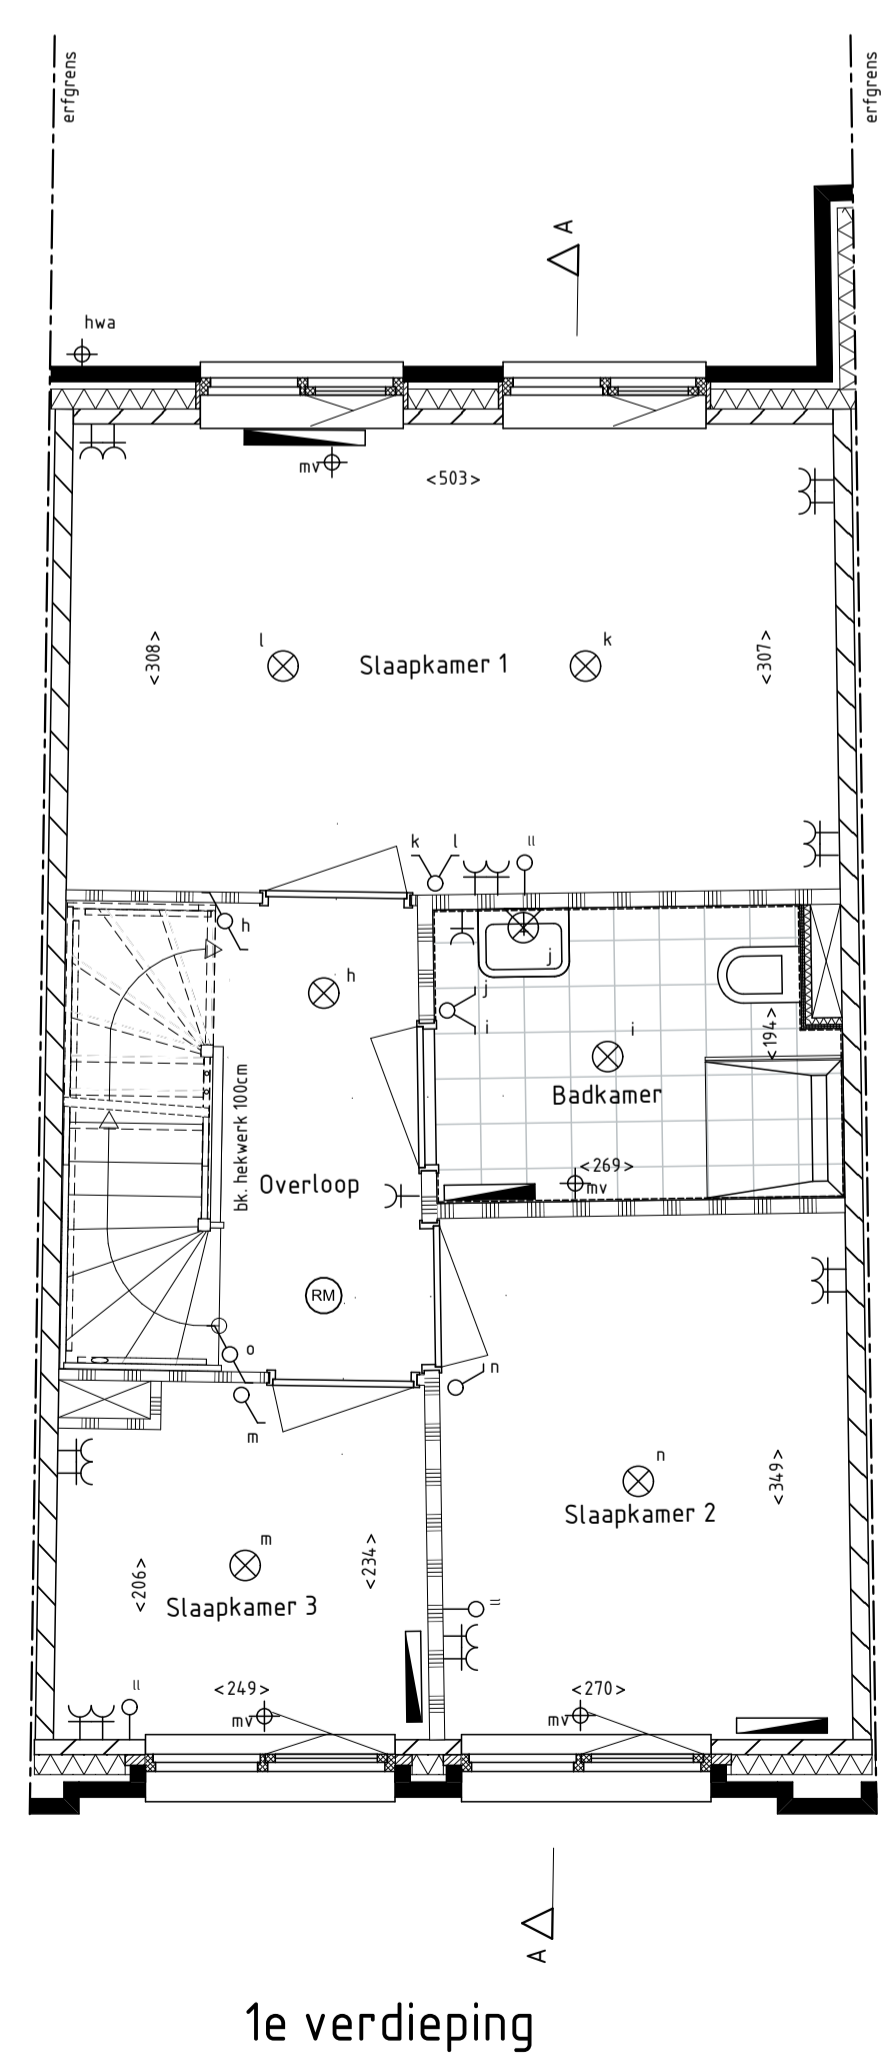 erfgrens
erfgrens
A
hwa
mv
<503>
l
k
<308>
Slaapkamer 1
<307>
k
l
ll
h
j
h
j
i
i
<194>
bk. hekwerk 100cm
Badkamer
Overloop
<269>
mv
RM
o
n
m
n
<349>
Slaapkamer 2
m
<234>
<206>
Slaapkamer 3
ll
ll
<249>
<270>
mv
mv
A
1e verdieping